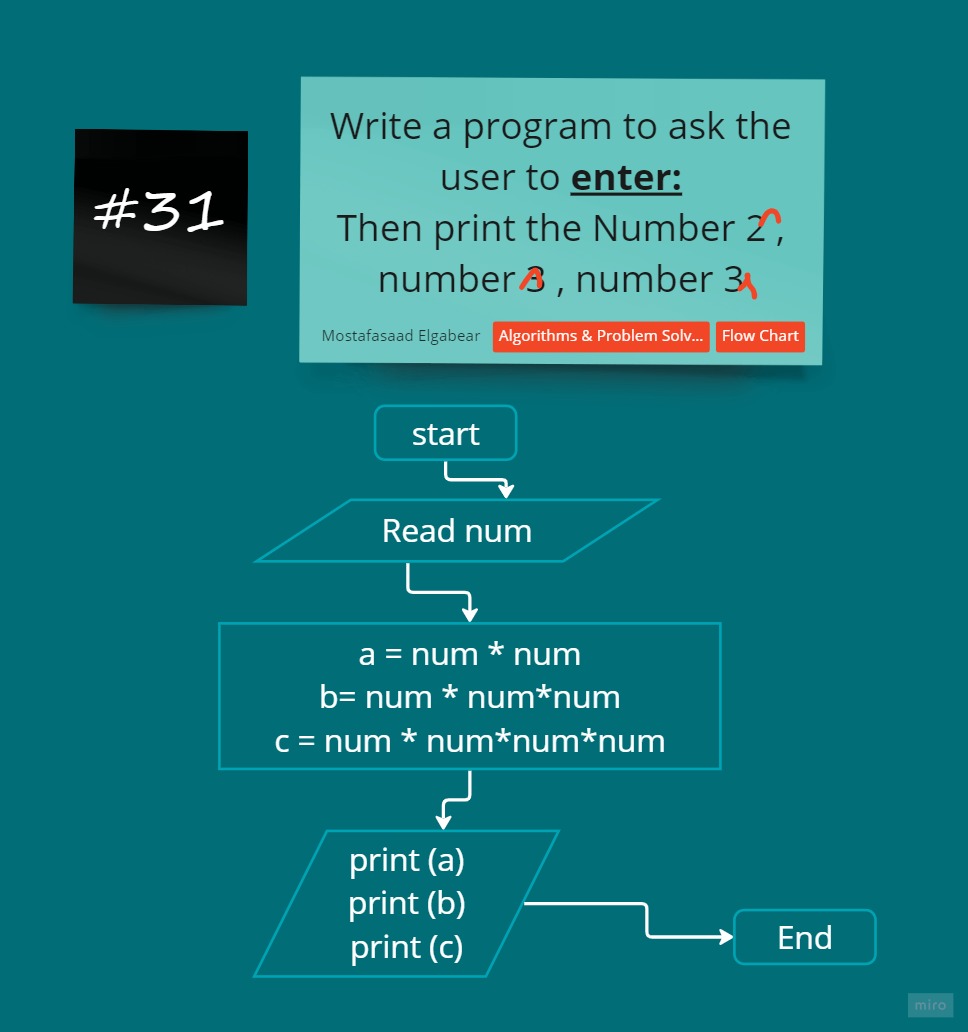 #31
Write a program to ask the
user to enter:
Then print the Number 2^,
number ^3 , number 3^
Mostafasaad Elgabear
Algorithms & Problem Solv...
Flow Chart
start
Read num
a = num * num
b= num * num*num
c = num * num*num*num
print (a)
print (b)
print (c)
End
miro